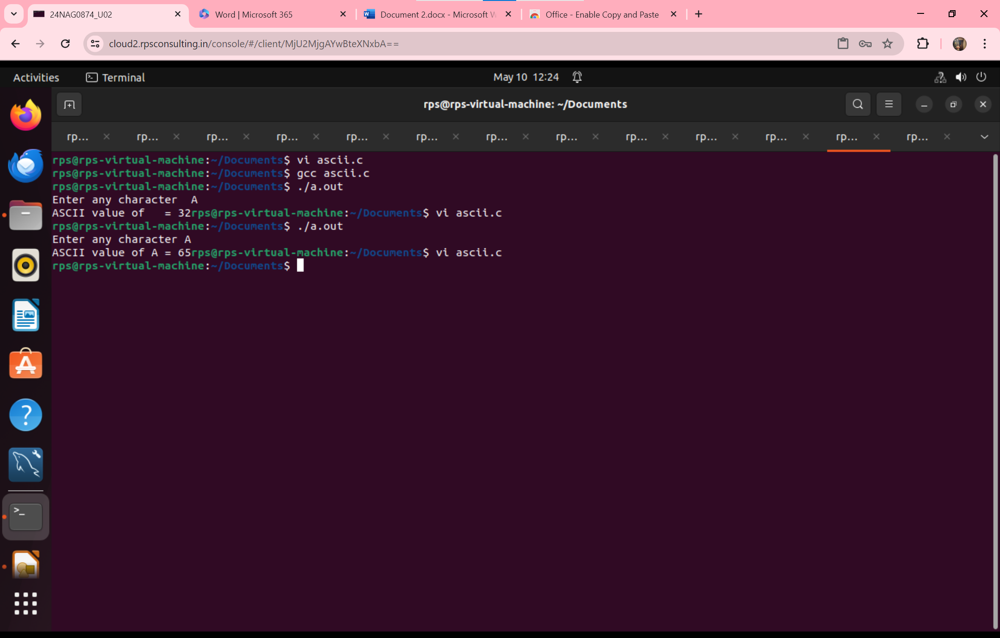 24NAG0874_U02
Word | Microsoft 365
Document 2.docx - Microsoft W
Office - Enable Copy and Paste
cloud2.rpsconsulting.in/console/#/client/MjU2MjgAYwBteXNxbA==
Activities
Terminal
May 10 12:24
rps@rps-virtual-machine: ~/Documents
rp... rp... rp... rp... rp... rp... rp... rp... rp... rp... rp... rp... rp...
rps@rps-virtual-machine:~/Documents$ vi ascii.c
rps@rps-virtual-machine:~/Documents$ gcc ascii.c
rps@rps-virtual-machine:~/Documents$ ./a.out
Enter any character  A
ASCII value of   = 32rps@rps-virtual-machine:~/Documents$ vi ascii.c
rps@rps-virtual-machine:~/Documents$ ./a.out
Enter any character A
ASCII value of A = 65rps@rps-virtual-machine:~/Documents$ vi ascii.c
rps@rps-virtual-machine:~/Documents$